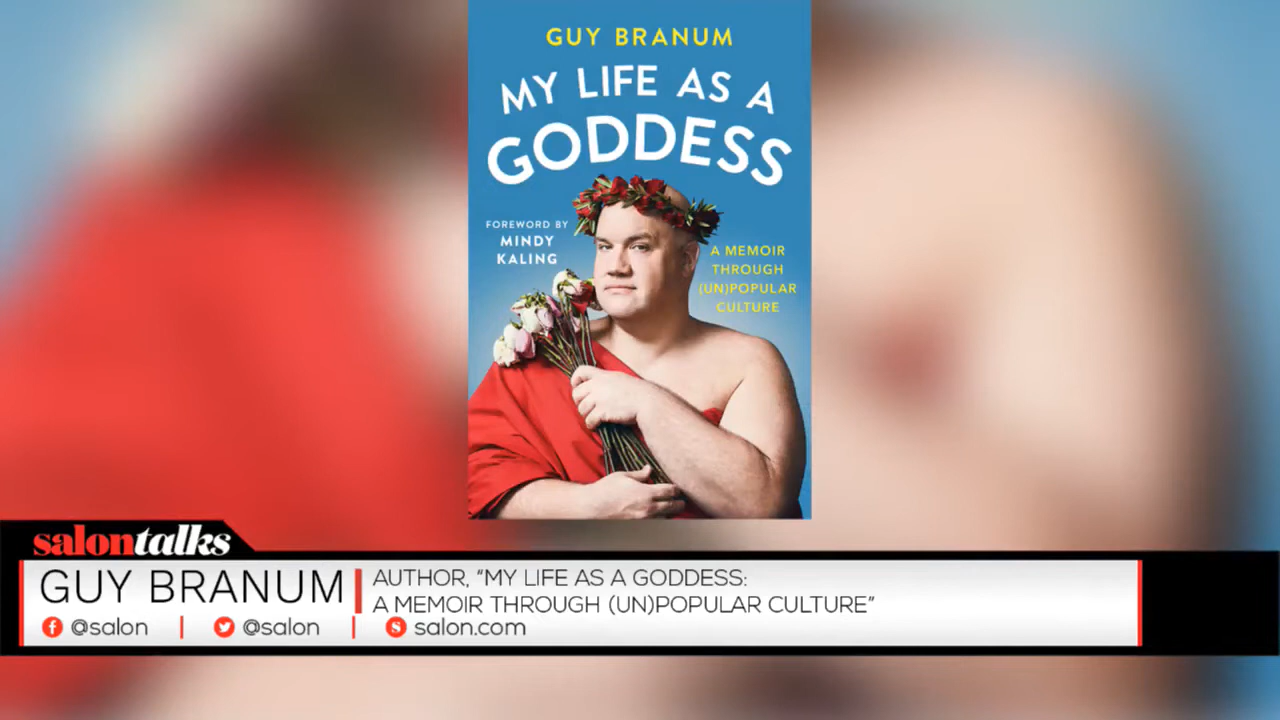 GUY BRANUM
MY LIFE AS A
GODDESS
FOREWORD BY
MINDY
KALING
A MEMOIR
THROUGH
(UN)POPULAR
CULTURE
salontalks
GUY BRANUM
AUTHOR, “MY LIFE AS A GODDESS:
A MEMOIR THROUGH (UN)POPULAR CULTURE”
@salon | @salon | salon.com